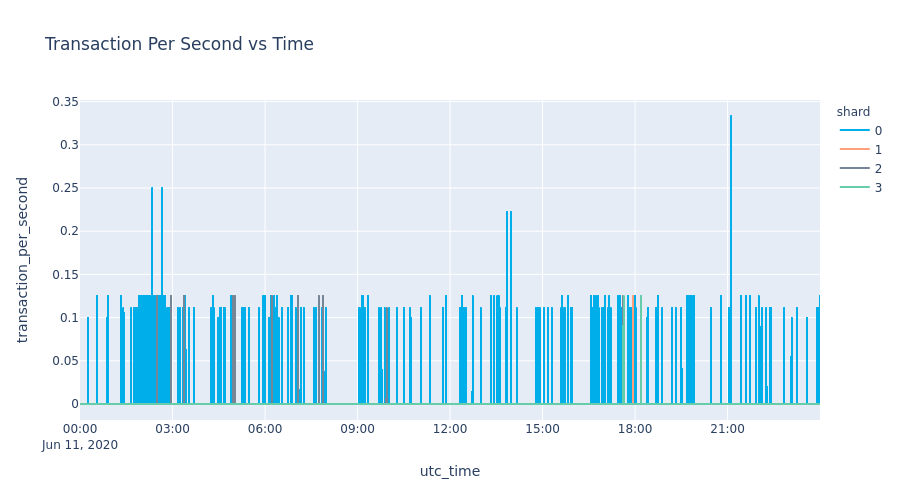 Transaction Per Second vs Time
shard
0
1
2
3
transaction_per_second
0.35
0.3
0.25
0.2
0.15
0.1
0.05
0
00:00 03:00 06:00 09:00 12:00 15:00 18:00 21:00
Jun 11, 2020
utc_time